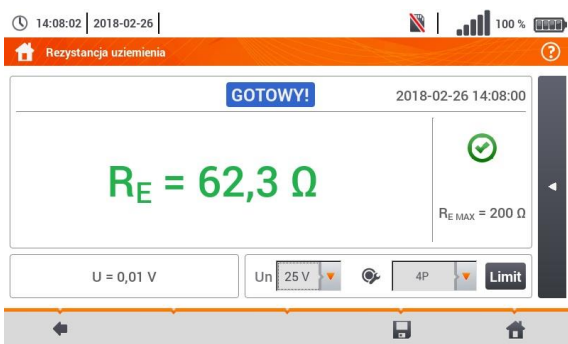 14:08:02 2018-02-26 100 %
Rezystancja uziemienia ?
GOTOWY! 2018-02-26 14:08:00
RE = 62,3 Ω
RE MAX = 200 Ω
U = 0,01 V Un 25 V 4P Limit